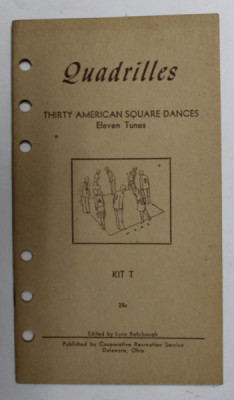 Quadrilles
THIRTY AMERICAN SQUARE DANCES
Eleven Tunes
KIT T
25c
Edited by Lynn Rohrbough
Published by Cooperative Recreation Service
Delaware, Ohio